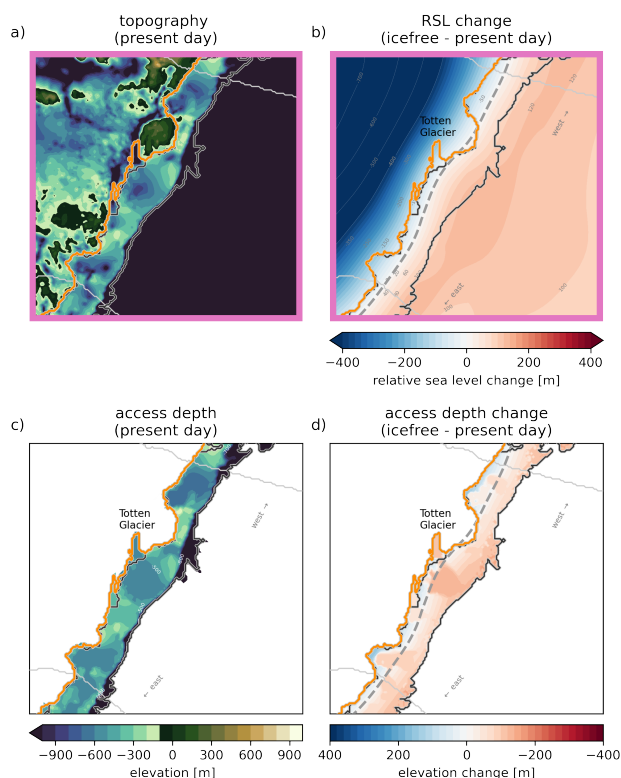 a)
topography
(present day)
b)
RSL change
(icefree - present day)
Totten
Glacier
west →
← east
−400 −200 0 200 400
relative sea level change [m]
c)
access depth
(present day)
d)
access depth change
(icefree - present day)
Totten
Glacier
west →
← east
Totten
Glacier
west →
← east
−900 −600 −300 0 300 600 900
elevation [m]
400 200 0 −200 −400
elevation change [m]